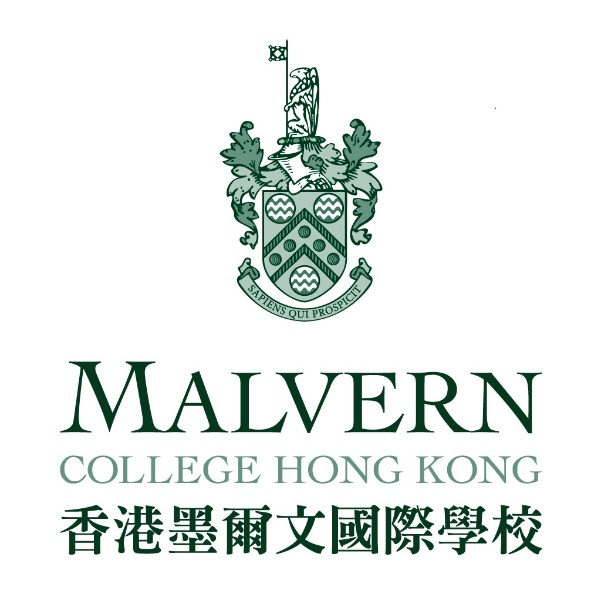 SAPIENS QUI PROSPICIT
MALVERN
COLLEGE HONG KONG
香港墨爾文國際學校